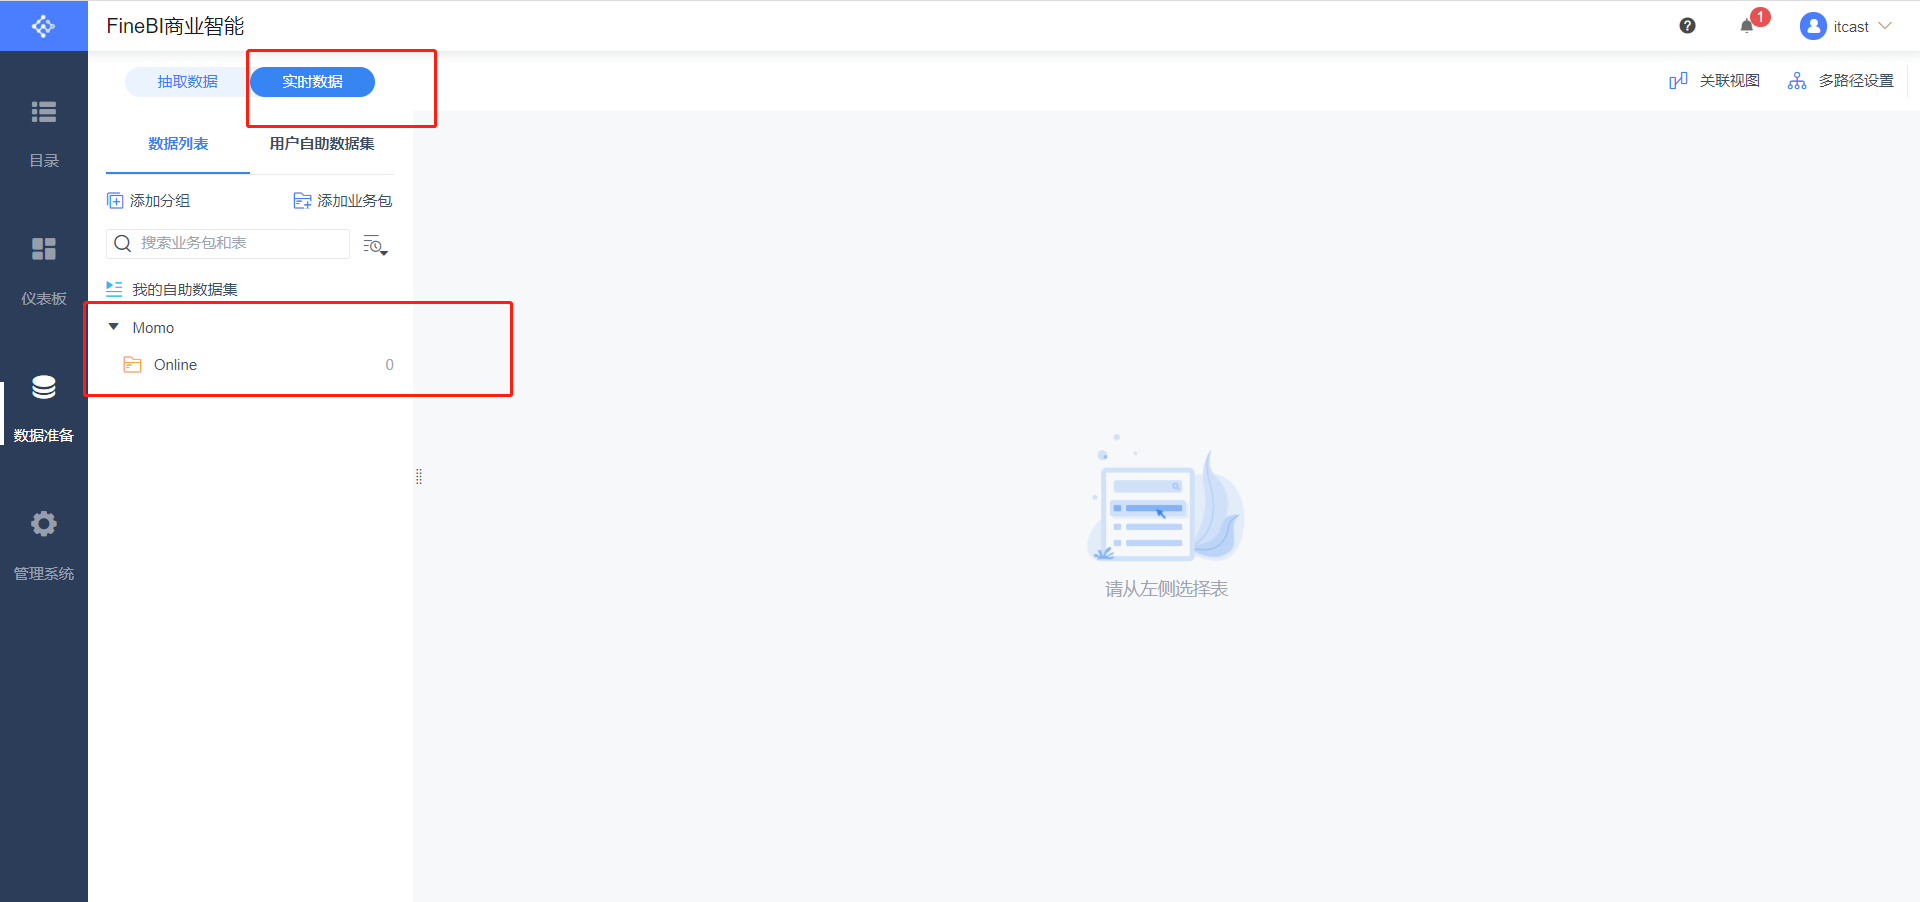 FineBI商业智能
1
itcast
抽取数据
实时数据
关联视图
多路径设置
数据列表
用户自助数据集
添加分组
添加业务包
搜索业务包和表
我的自助数据集
Momo
Online
0
目录
仪表板
数据准备
管理系统
请从左侧选择表